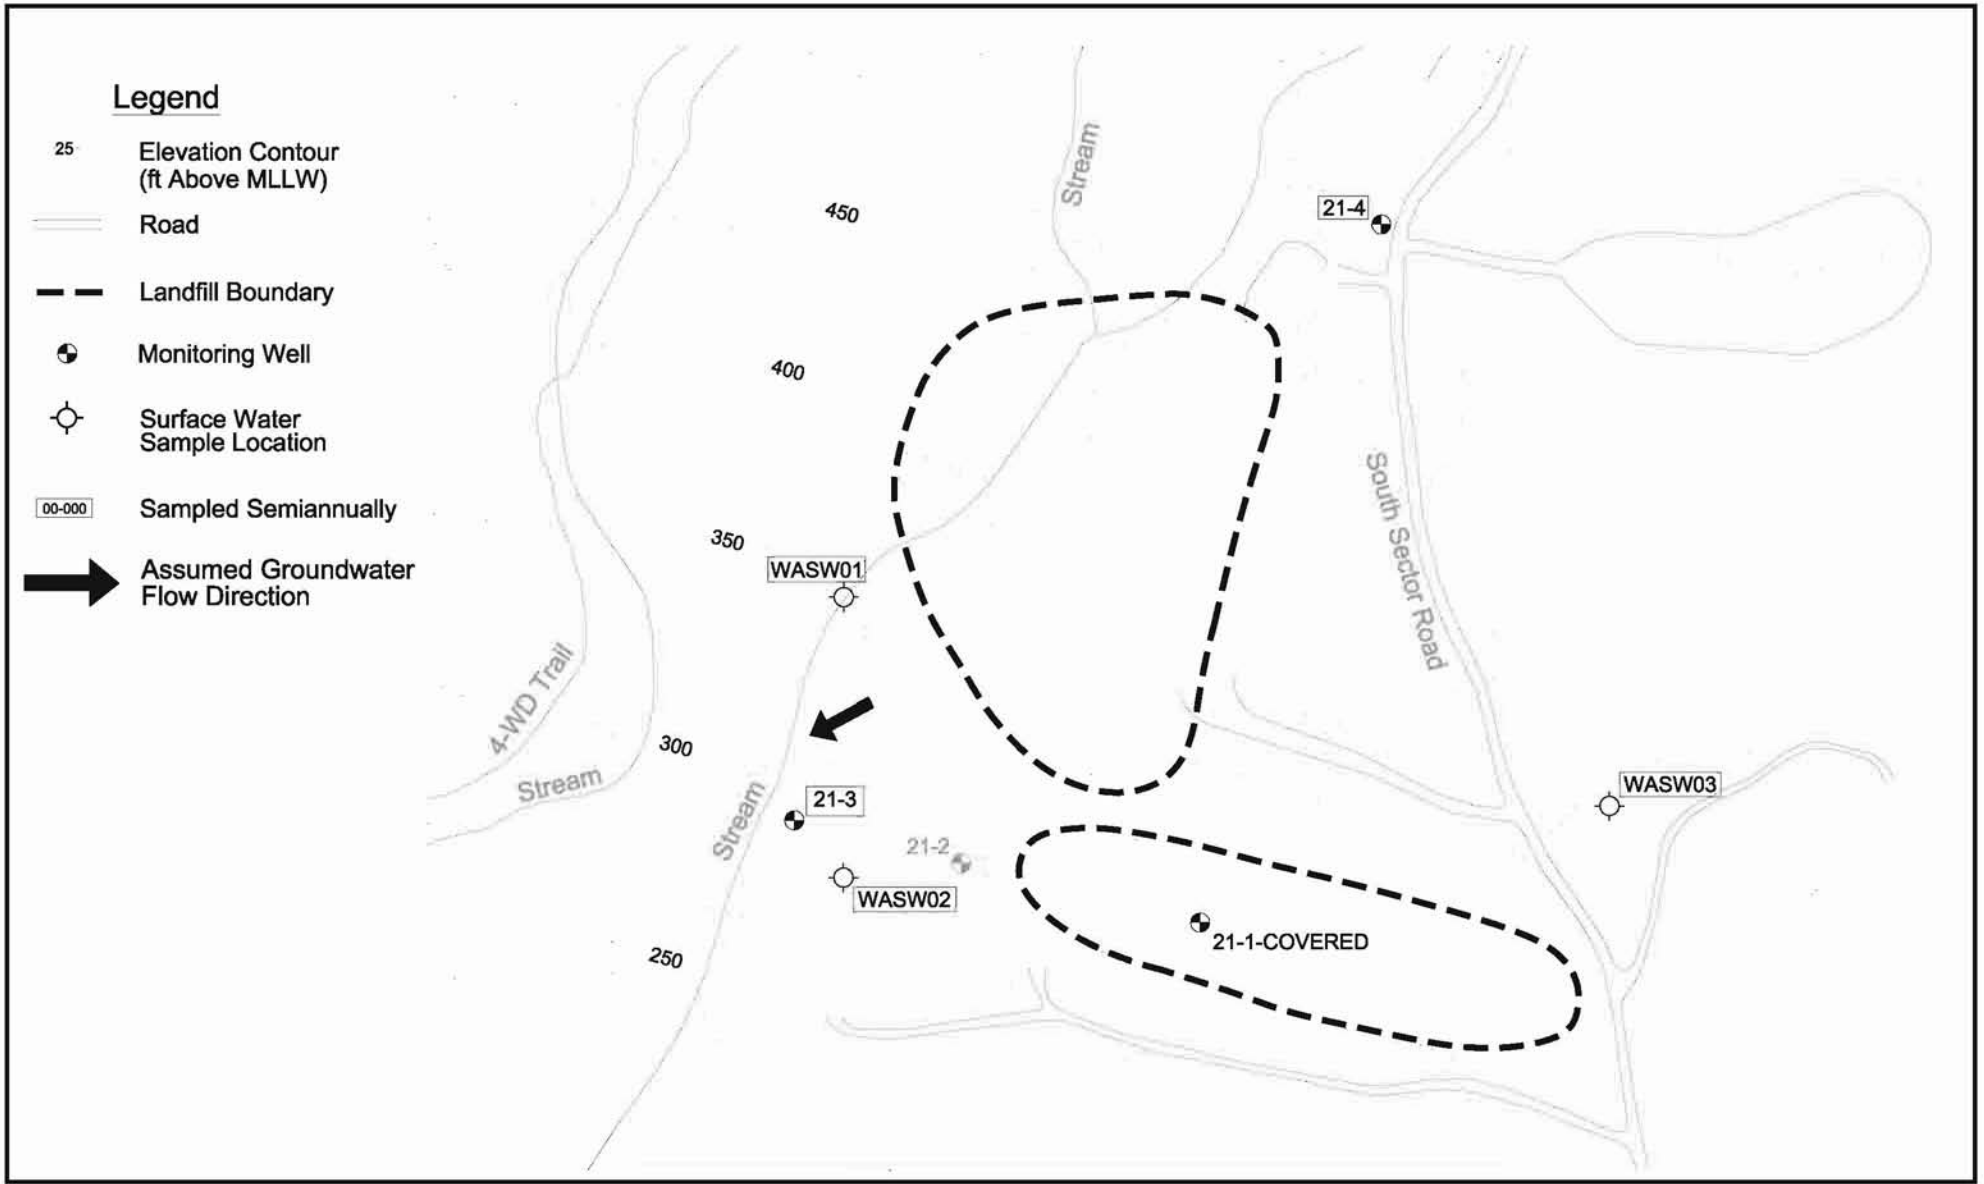 Legend
25
Elevation Contour
(ft Above MLLW)
Road
Landfill Boundary
Monitoring Well
Surface Water
Sample Location
00-000
Sampled Semiannually
Assumed Groundwater
Flow Direction
Stream
450
21-4
400
South Sector Road
350
WASW01
4-WD Trail
300
Stream
WASW03
21-3
Stream
21-2
WASW02
21-1-COVERED
250